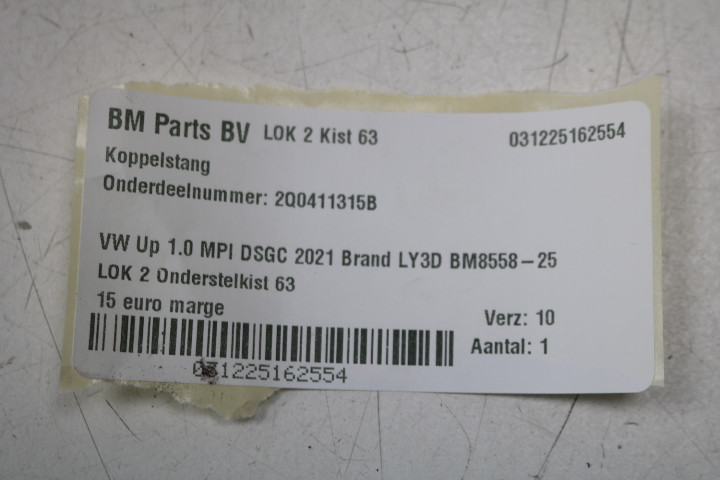 BM Parts BV LOK 2 Kist 63 031225162554
Koppelstang
Onderdeelnummer: 2Q0411315B
VW Up 1.0 MPI DSGC 2021 Brand LY3D BM8558-25
LOK 2 Onderstelkist 63
15 euro marge
Verz: 10
Aantal: 1
031225162554